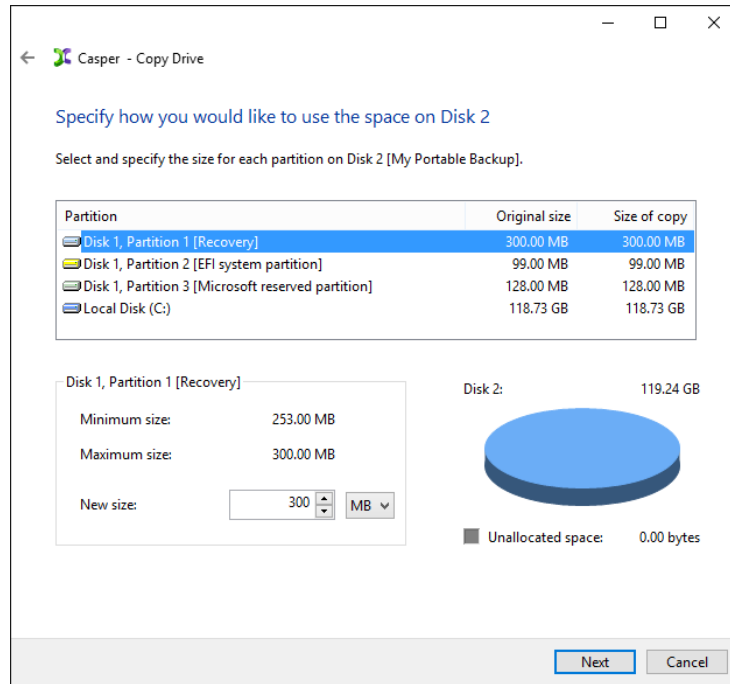 Casper - Copy Drive
Specify how you would like to use the space on Disk 2
Select and specify the size for each partition on Disk 2 [My Portable Backup].
Partition Original size Size of copy
Disk 1, Partition 1 [Recovery] 300.00 MB 300.00 MB
Disk 1, Partition 2 [EFI system partition] 99.00 MB 99.00 MB
Disk 1, Partition 3 [Microsoft reserved partition] 128.00 MB 128.00 MB
Local Disk (C:) 118.73 GB 118.73 GB
Disk 1, Partition 1 [Recovery]
Minimum size: 253.00 MB
Maximum size: 300.00 MB
New size: 300 MB
Disk 2: 119.24 GB
Unallocated space: 0.00 bytes
Next Cancel